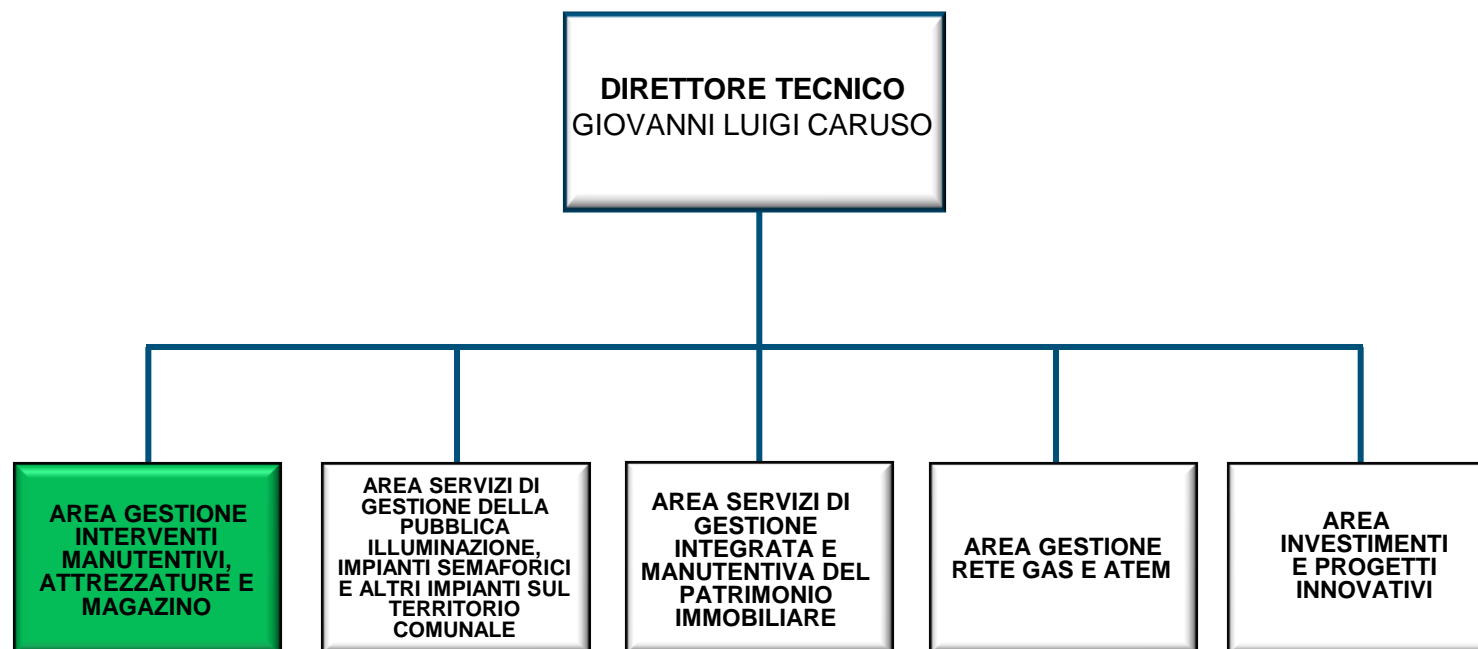 DIRETTORE TECNICO
GIOVANNI LUIGI CARUSO
AREA GESTIONE
INTERVENTI
MANUTENTIVI,
ATTREZZATURE E
MAGAZINO
AREA SERVIZI DI
GESTIONE DELLA
PUBBLICA
ILLUMINAZIONE,
IMPIANTI SEMAFORICI
E ALTRI IMPIANTI SUL
TERRITORIO
COMUNALE
AREA SERVIZI DI
GESTIONE
INTEGRATA E
MANUTENTIVA DEL
PATRIMONIO
IMMOBILIARE
AREA GESTIONE
RETE GAS E ATEM
AREA
INVESTIMENTI
E PROGETTI
INNOVATIVI